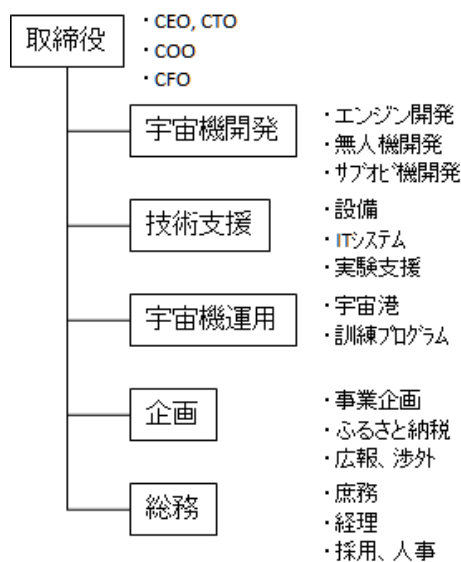 取締役
・CEO, CTO
・COO
・CFO
宇宙機開発
・エンジン開発
・無人機開発
・サブオビ機開発
技術支援
・設備
・ITシステム
・実験支援
宇宙機運用
・宇宙港
・訓練プログラム
企画
・事業企画
・ふるさと納税
・広報、渉外
総務
・庶務
・経理
・採用、人事